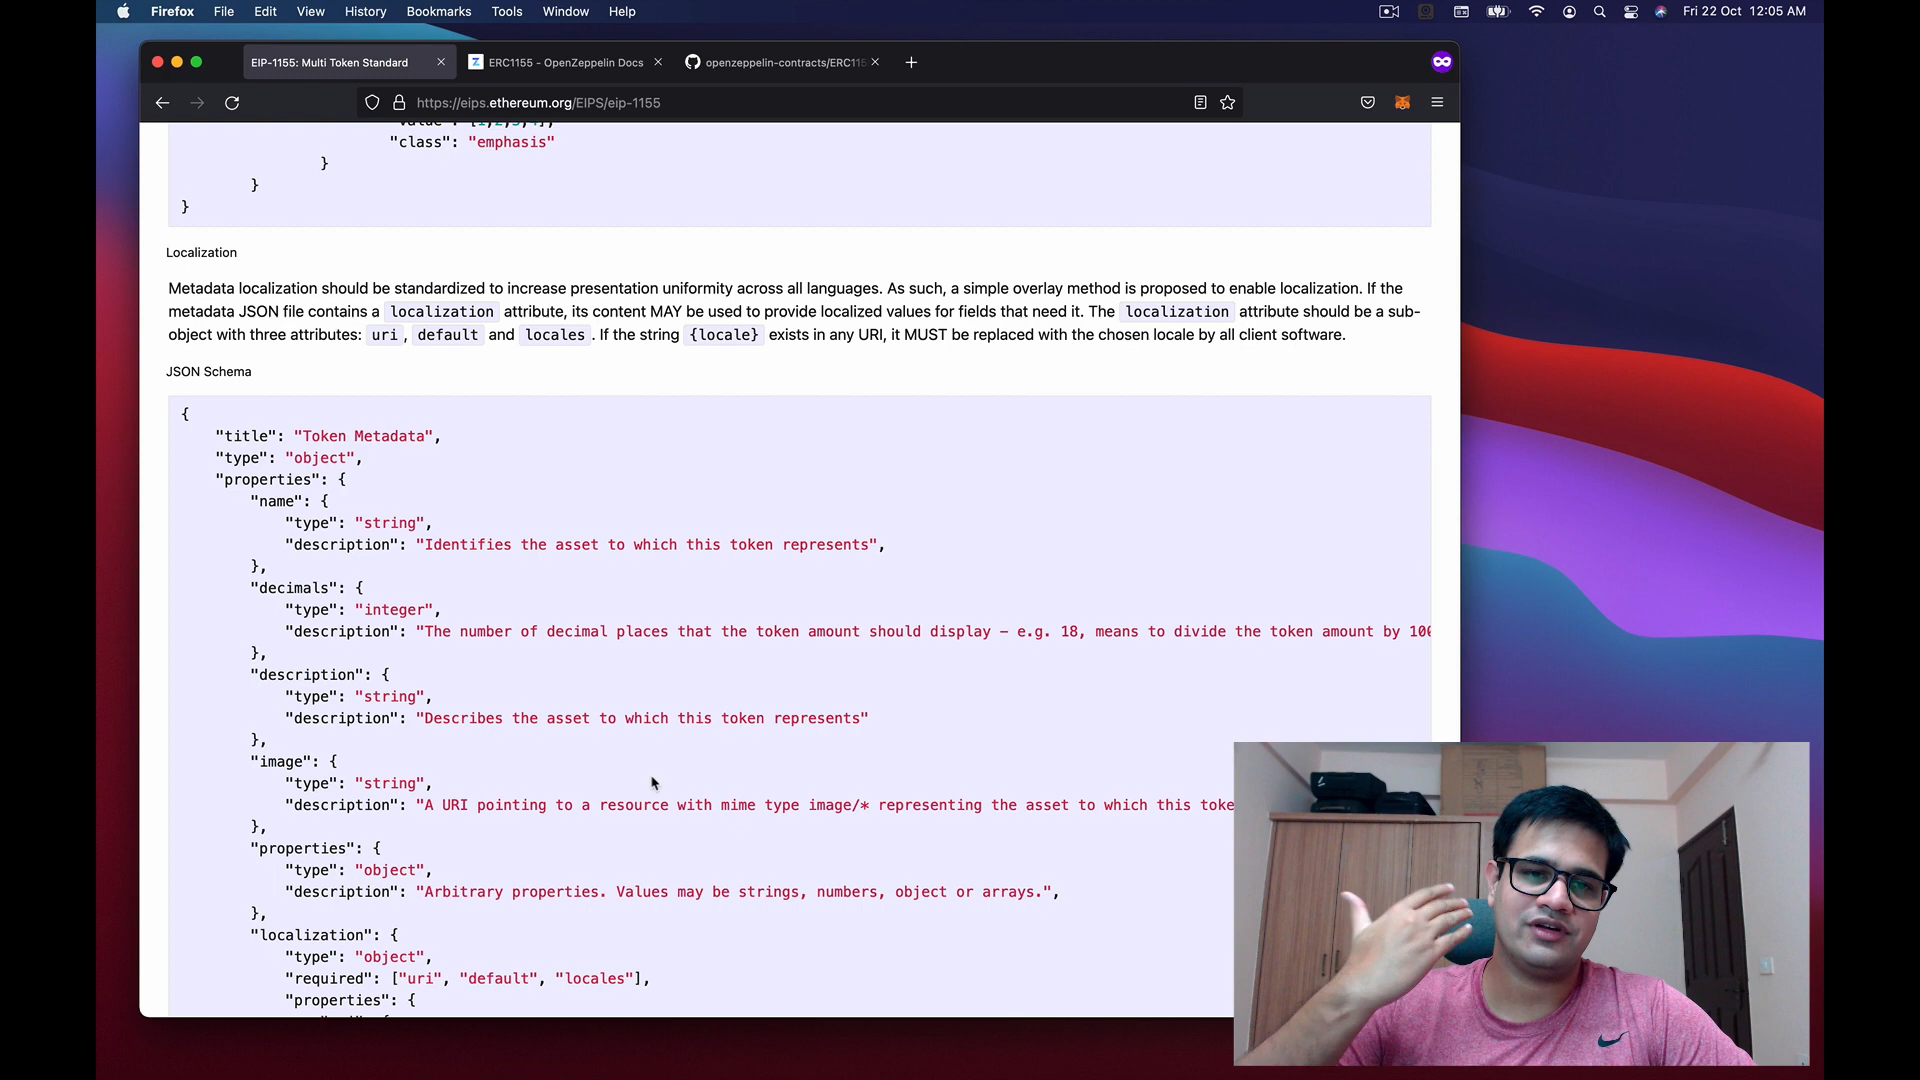 Firefox File Edit View History Bookmarks Tools Window Help Fri 22 Oct 12:05 AM
EIP-1155: Multi Token Standard ERC1155 - OpenZeppelin Docs openzeppelin-contracts/ERC115
https://eips.ethereum.org/EIPS/eip-1155
"class": "emphasis"
}
}
}
Localization
Metadata localization should be standardized to increase presentation uniformity across all languages. As such, a simple overlay method is proposed to enable localization. If the
metadata JSON file contains a localization attribute, its content MAY be used to provide localized values for fields that need it. The localization attribute should be a sub-
object with three attributes: uri , default and locales . If the string {locale} exists in any URI, it MUST be replaced with the chosen locale by all client software.
JSON Schema
{
"title": "Token Metadata",
"type": "object",
"properties": {
"name": {
"type": "string",
"description": "Identifies the asset to which this token represents",
},
"decimals": {
"type": "integer",
"description": "The number of decimal places that the token amount should display – e.g. 18, means to divide the token amount by 100
},
"description": {
"type": "string",
"description": "Describes the asset to which this token represents"
},
"image": {
"type": "string",
"description": "A URI pointing to a resource with mime type image/* representing the asset to which this toke
},
"properties": {
"type": "object",
"description": "Arbitrary properties. Values may be strings, numbers, object or arrays.",
},
"localization": {
"type": "object",
"required": ["uri", "default", "locales"],
"properties": {